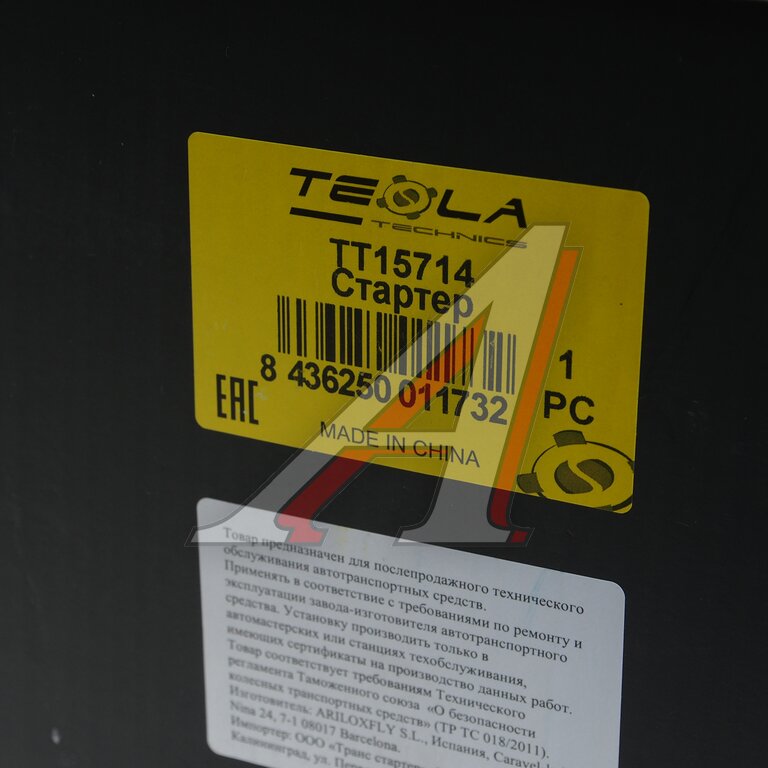 TESLA
TECHNICS
TT15714
Стартер
8 436250 011732
1
PC
EAC
MADE IN CHINA
Товар предназначен для послепродажного технического
обслуживания автотранспортных средств.
Применять в соответствие с требованиями по ремонту и
эксплуатации завода-изготовителя автотранспортного
средства. Установку производить только в
автомастерских или станциях техобслуживания,
имеющих сертификаты на производство данных работ.
Товар соответствует требованиям Технического
регламента Таможенного союза «О безопасности
колесных транспортных средств» (ТР ТС 018/2011).
Изготовитель: ARILOXFLY S.L., Испания, Caravel
Nina 24, 7-1 08017 Barcelona.
Импортер: ООО «Транс стартер
Калининград, ул.